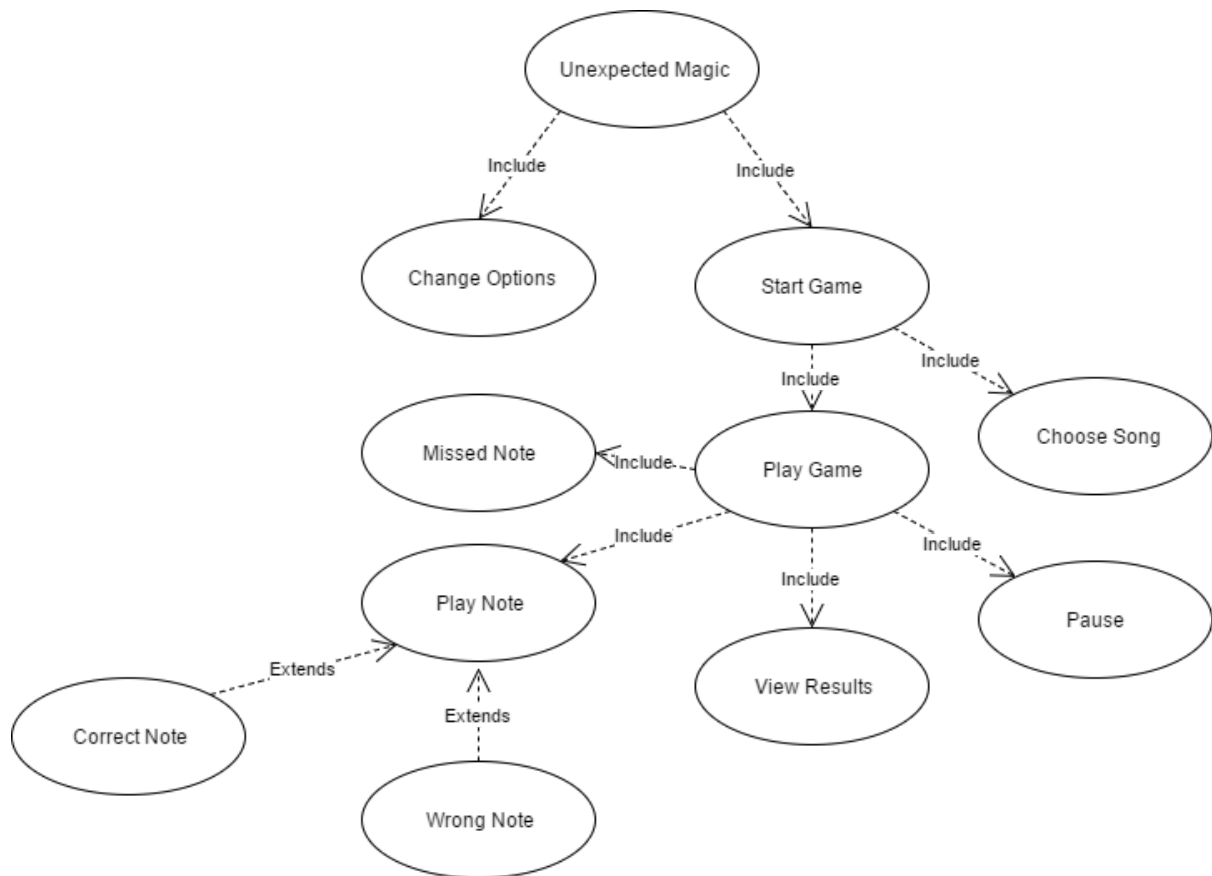 Unexpected Magic
Include
Include
Change Options
Start Game
Include
Include
Missed Note
Include
Play Game
Choose Song
Include
Include
Include
Play Note
Pause
Extends
View Results
Correct Note
Extends
Wrong Note